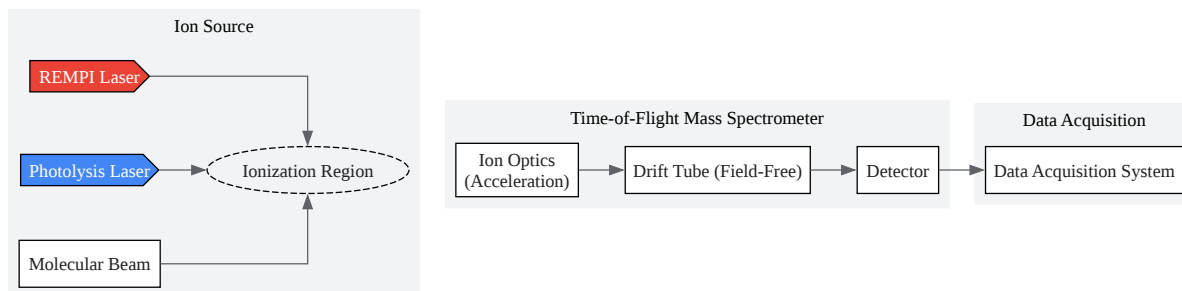 Ion Source
REMPI Laser
Photolysis Laser
Ionization Region
Molecular Beam
Time-of-Flight Mass Spectrometer
Ion Optics
(Acceleration)
Drift Tube (Field-Free)
Detector
Data Acquisition
Data Acquisition System